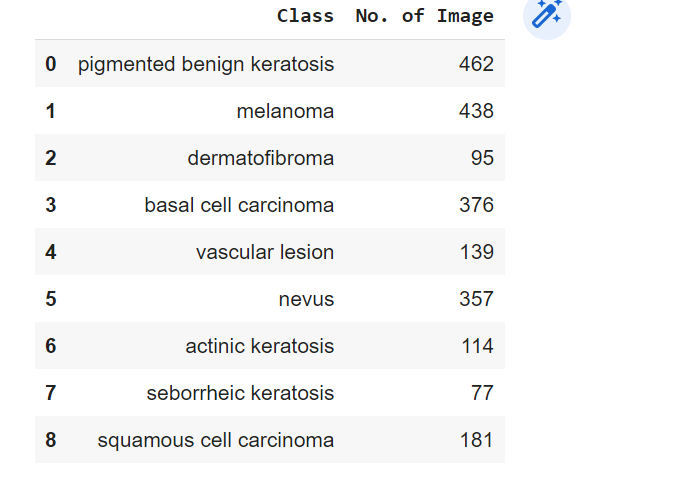 Class No. of Image
0 pigmented benign keratosis 462
1 melanoma 438
2 dermatofibroma 95
3 basal cell carcinoma 376
4 vascular lesion 139
5 nevus 357
6 actinic keratosis 114
7 seborrheic keratosis 77
8 squamous cell carcinoma 181